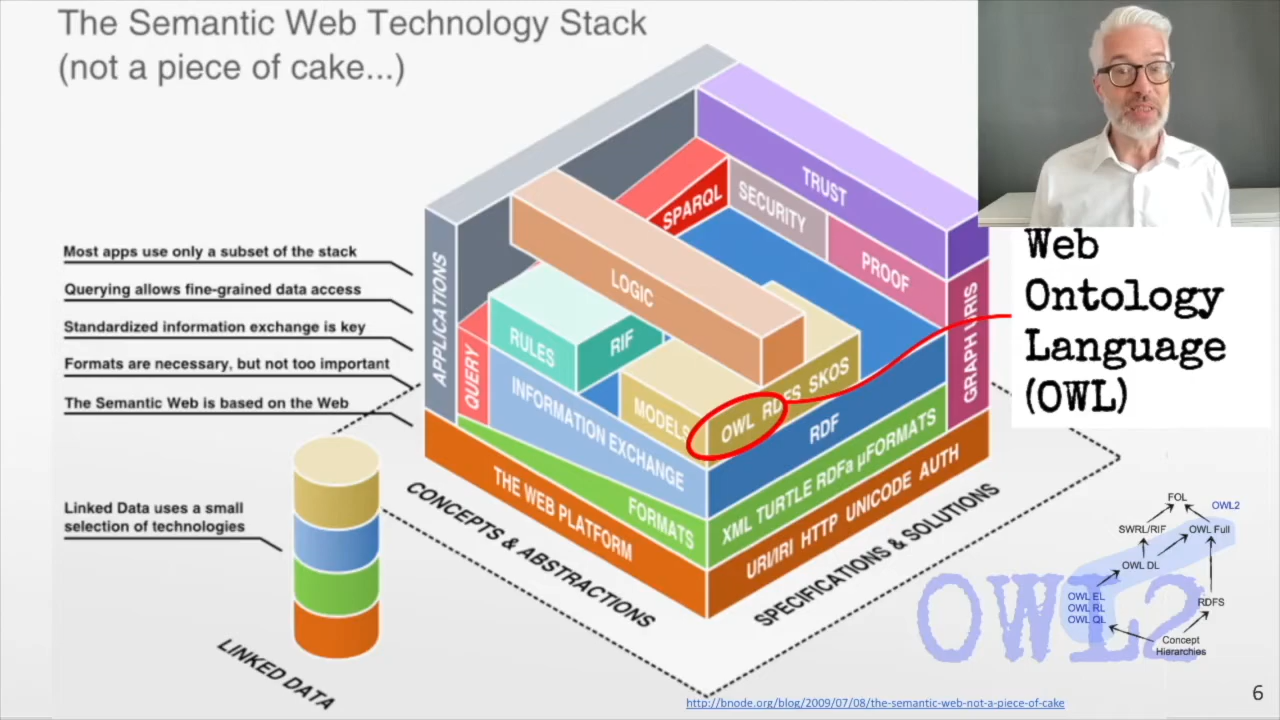 The Semantic Web Technology Stack
(not a piece of cake...)
Most apps use only a subset of the stack
Querying allows fine-grained data access
Standardized information exchange is key
Formats are necessary, but not too important
The Semantic Web is based on the Web
Linked Data uses a small
selection of technologies
LINKED DATA
APPLICATIONS
QUERY
RULES
RIF
LOGIC
SPARQL
SECURITY
TRUST
PROOF
INFORMATION EXCHANGE
MODELS
OWL RDFS SKOS
RDF
GRAPH URIS
THE WEB PLATFORM
FORMATS
XML TURTLE RDFa µFORMATS
URI/IRI HTTP UNICODE AUTH
CONCEPTS & ABSTRACTIONS
SPECIFICATIONS & SOLUTIONS
Web
Ontology
Language
(OWL)
OWL2
FOL
OWL2
SWRL/RIF
OWL Full
OWL DL
OWL EL
OWL RL
OWL QL
RDFS
Concept
Hierarchies
http://bnode.org/blog/2009/07/08/the-semantic-web-not-a-piece-of-cake
6